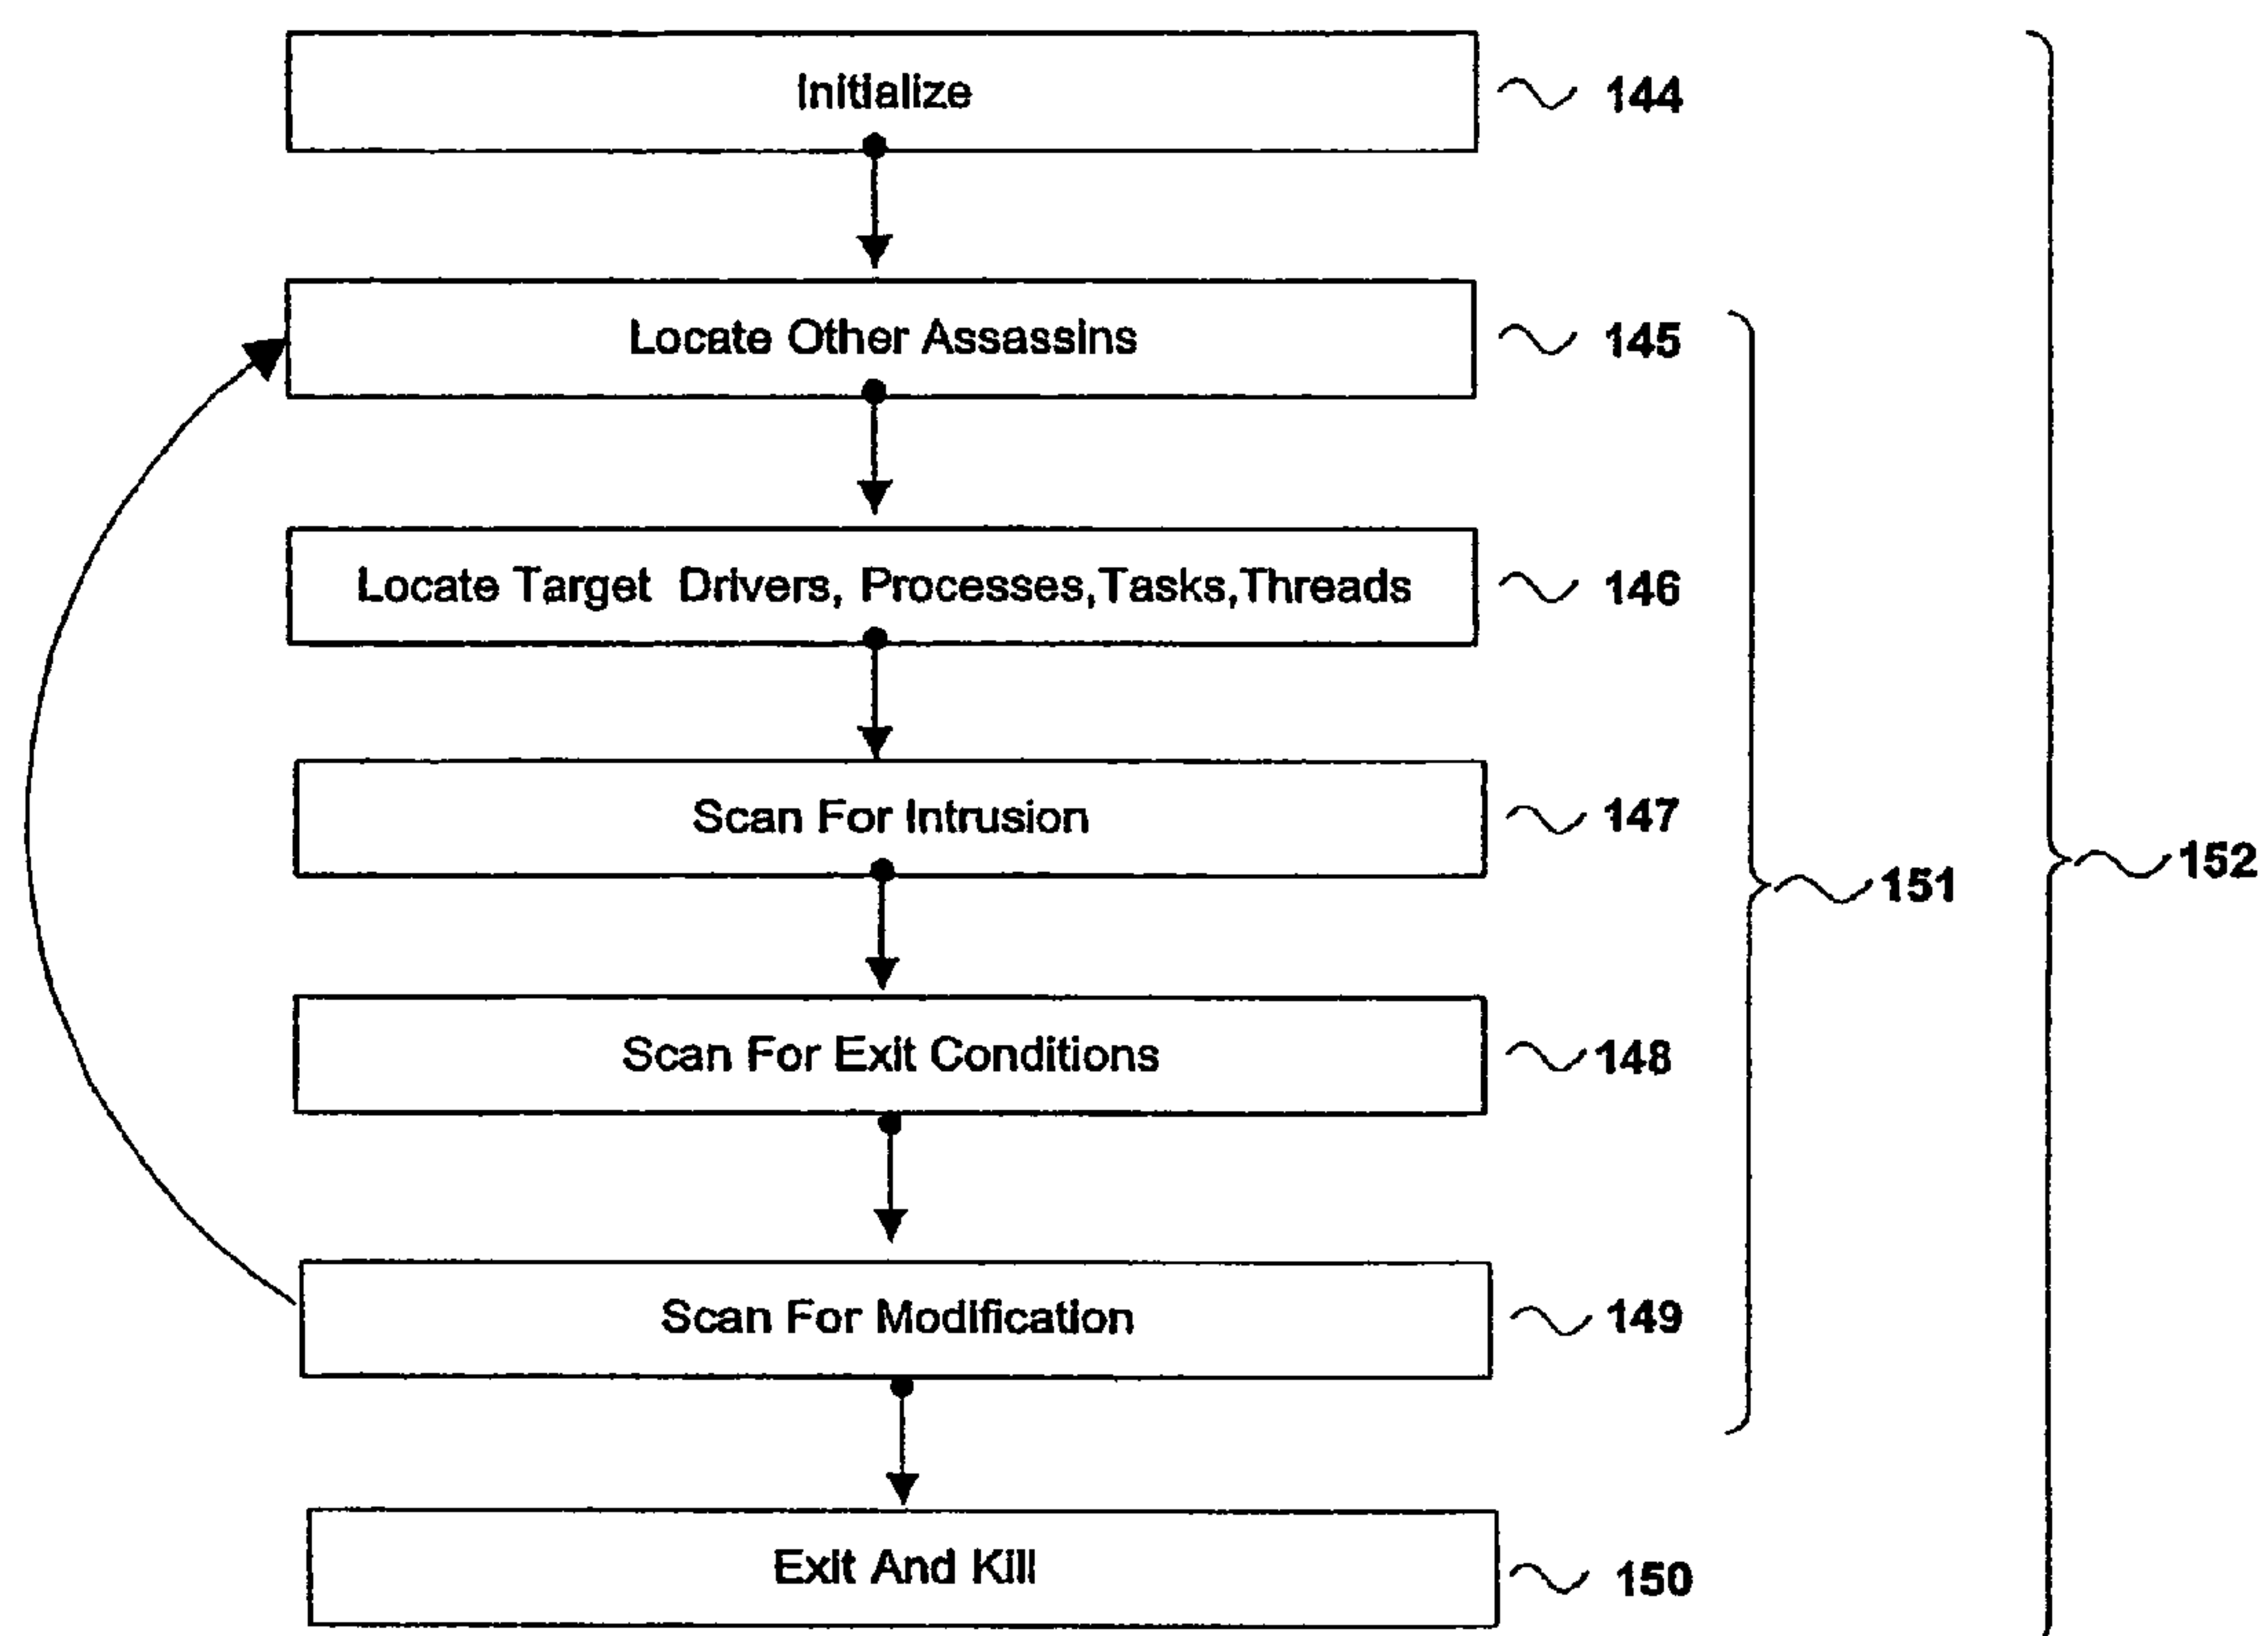 Initialize
144
Locate Other Assassins
145
Locate Target Drivers, Processes,Tasks,Threads
146
Scan For Intrusion
147
152
151
Scan For Exit Conditions
148
Scan For Modification
149
Exit And Kill
150